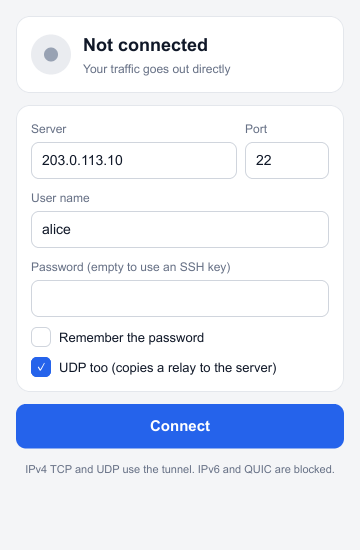 Not connected
Your traffic goes out directly
Server
Port
203.0.113.10
22
User name
alice
Password (empty to use an SSH key)
Remember the password
UDP too (copies a relay to the server)
Connect
IPv4 TCP and UDP use the tunnel. IPv6 and QUIC are blocked.